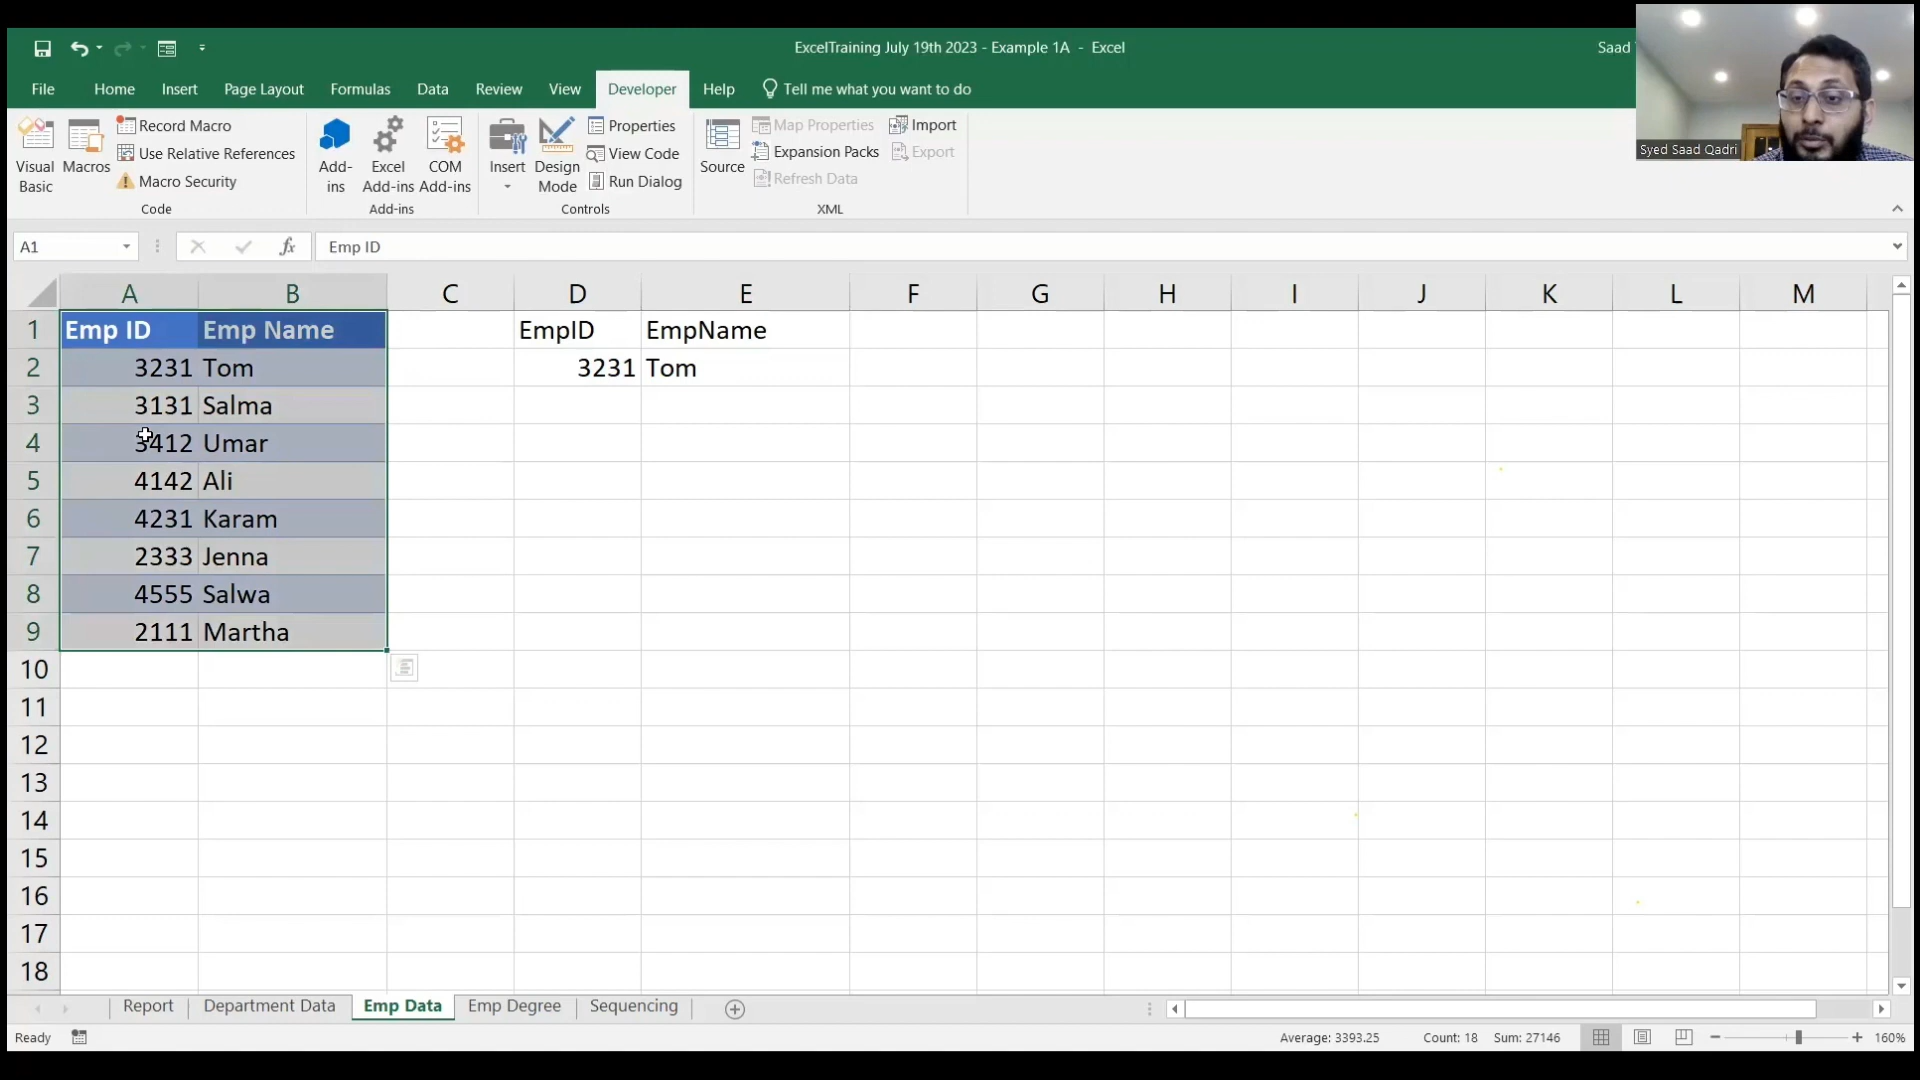 ExcelTraining July 19th 2023 - Example 1A - Excel
Saad
File Home Insert Page Layout Formulas Data Review View Developer Help Tell me what you want to do
Visual Basic
Macros
Record Macro
Use Relative References
Macro Security
Code
Add-ins
Excel Add-ins
COM Add-ins
Add-ins
Insert
Design Mode
Properties
View Code
Run Dialog
Controls
Source
Map Properties
Expansion Packs
Refresh Data
Import
Export
XML
Syed Saad Qadri
A1 fx Emp ID
A B C D E F G H I J K L M
1 Emp ID Emp Name EmpID EmpName
2 3231 Tom 3231 Tom
3 3131 Salma
4 3412 Umar
5 4142 Ali
6 4231 Karam
7 2333 Jenna
8 4555 Salwa
9 2111 Martha
10
11
12
13
14
15
16
17
18
Report Department Data Emp Data Emp Degree Sequencing
Ready Average: 3393.25 Count: 18 Sum: 27146 160%